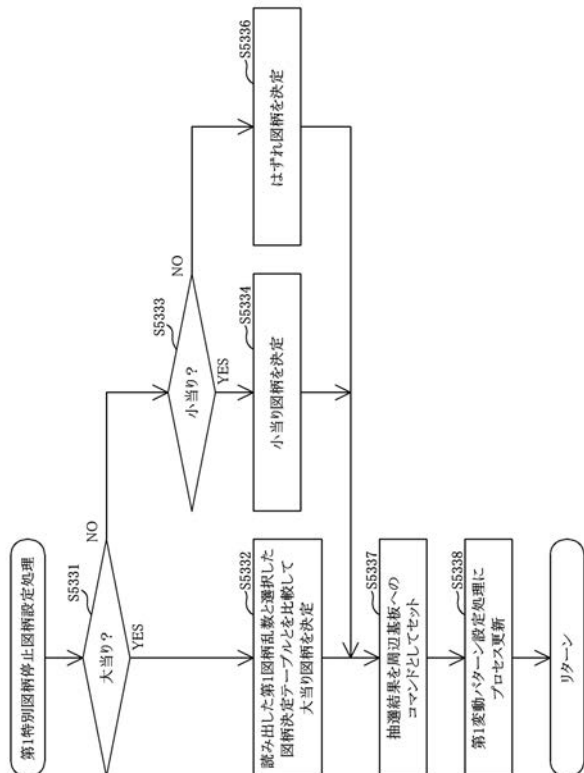 第1特別図柄停止図柄設定処理
S5331
大当り?
NO
YES
S5333
小当り?
NO
YES
S5332
読み出した第1図柄乱数と選択した
図柄決定テーブルとを比較して
大当り図柄を決定
S5334
小当り図柄を決定
S5336
はずれ図柄を決定
S5337
抽選結果を周辺基板への
コマンドとしてセット
S5338
第1変動パターン設定処理に
プロセス更新
リターン